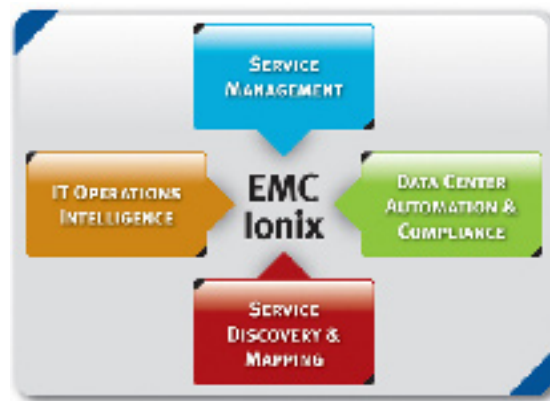 SERVICE
MANAGEMENT
IT OPERATIONS
INTELLIGENCE
EMC
Ionix
DATA CENTER
AUTOMATION &
COMPLIANCE
SERVICE
DISCOVERY &
MAPPING